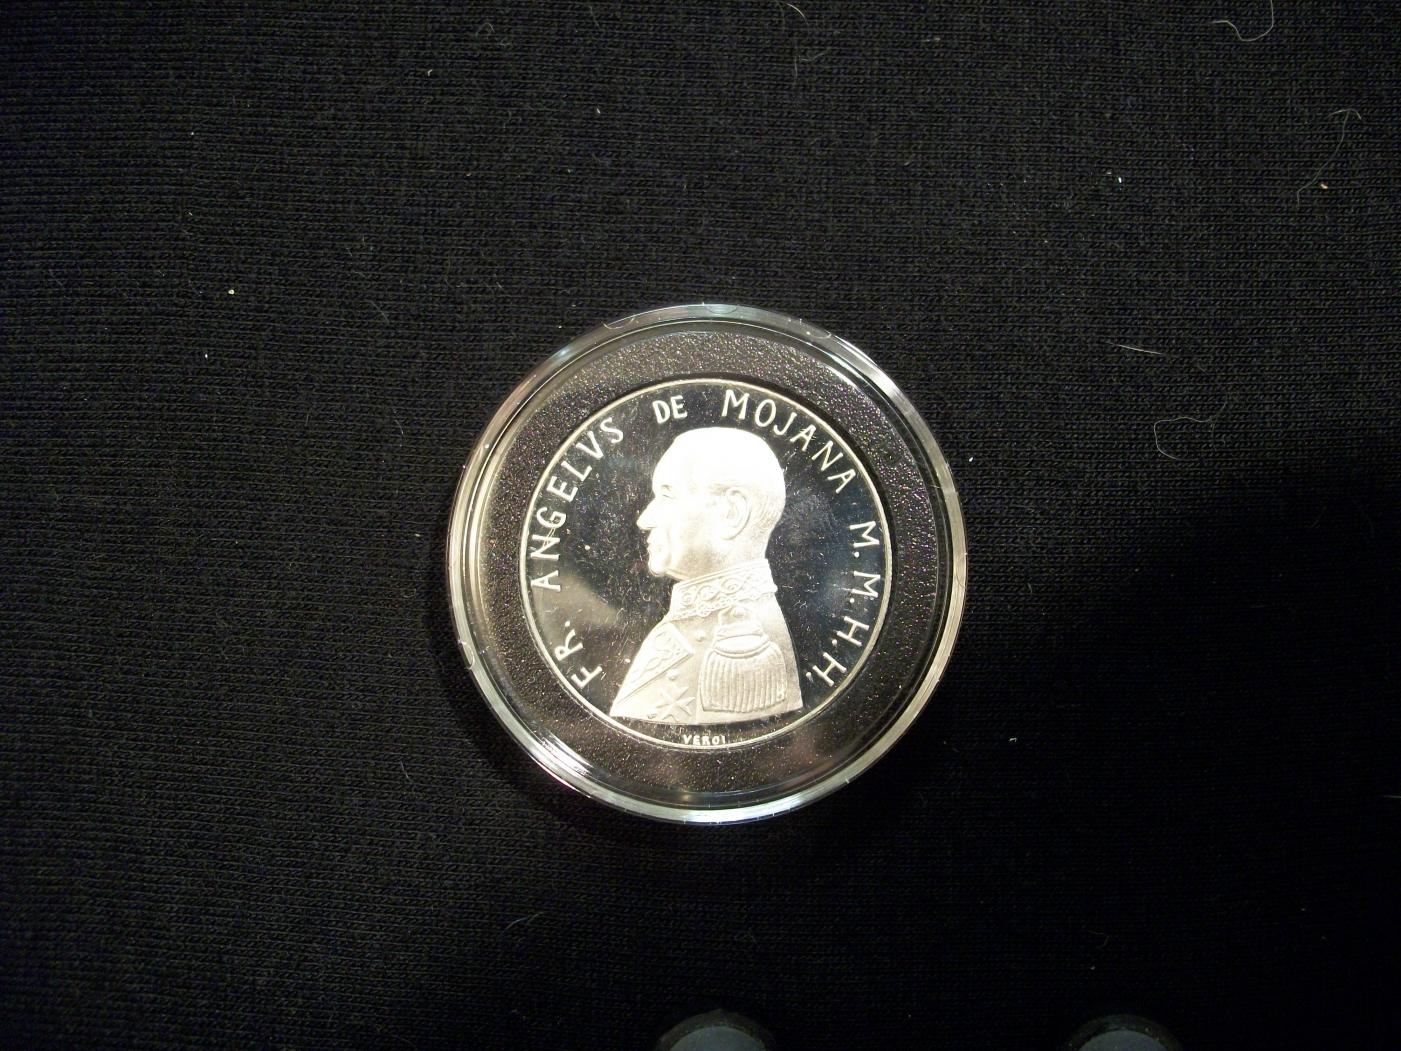 FR. ANGELVS DE MOJANA M.M.H.H.
VEROI